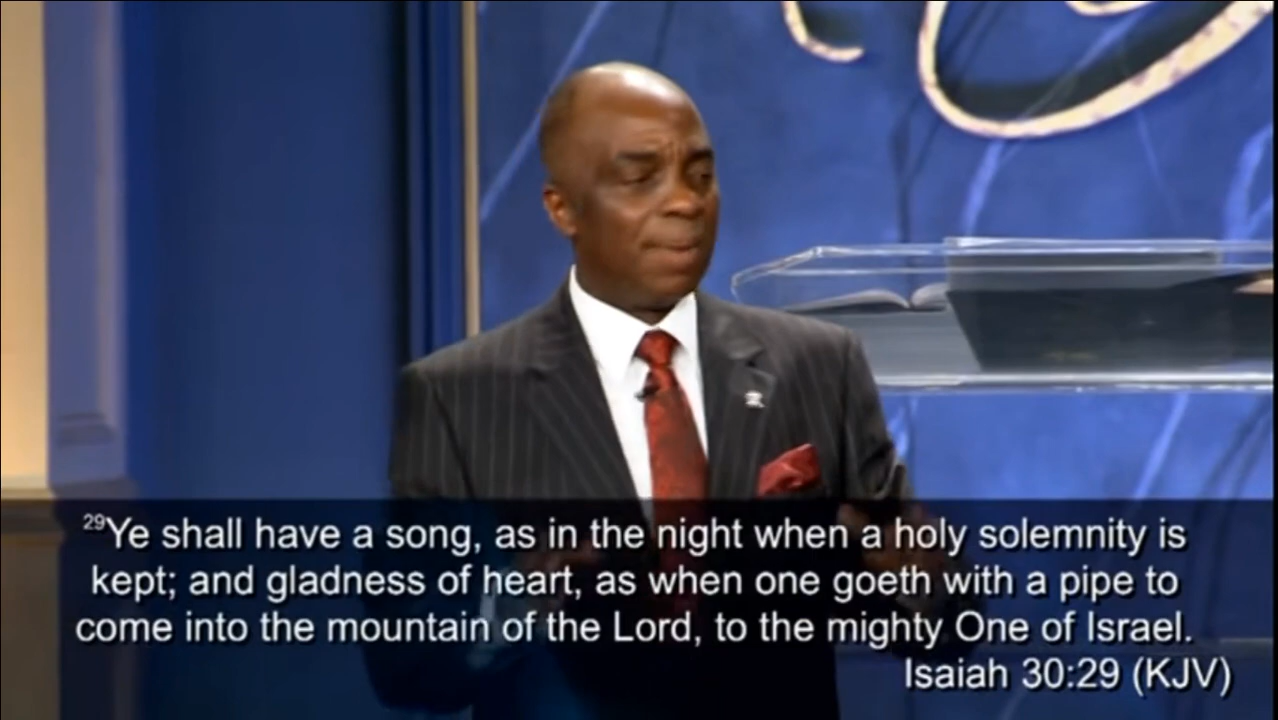 29Ye shall have a song, as in the night when a holy solemnity is
kept; and gladness of heart, as when one goeth with a pipe to
come into the mountain of the Lord, to the mighty One of Israel.
Isaiah 30:29 (KJV)